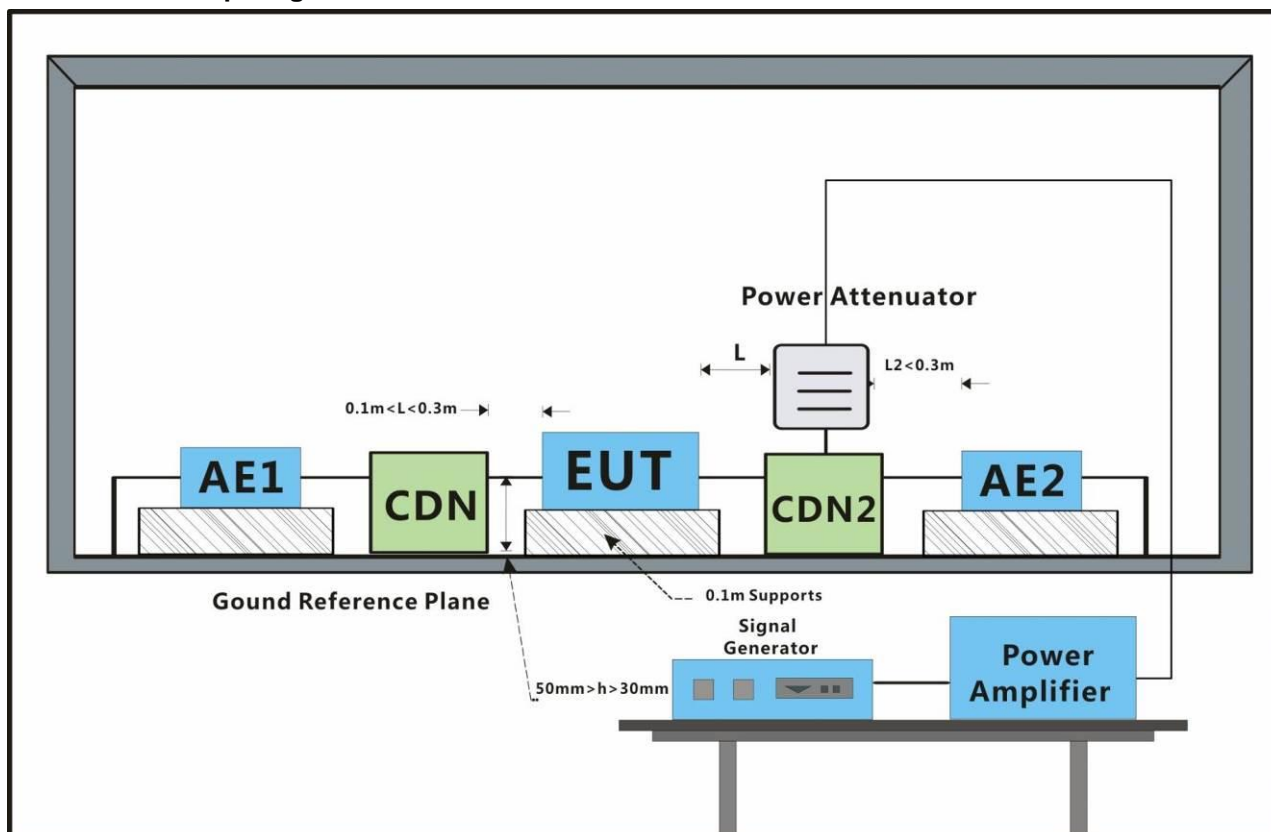 Power Attenuator
L
L2<0.3m
0.1m<L<0.3m
AE1
CDN
EUT
CDN2
AE2
Gound Reference Plane
0.1m Supports
Signal
Generator
Power
Amplifier
50mm>h>30mm